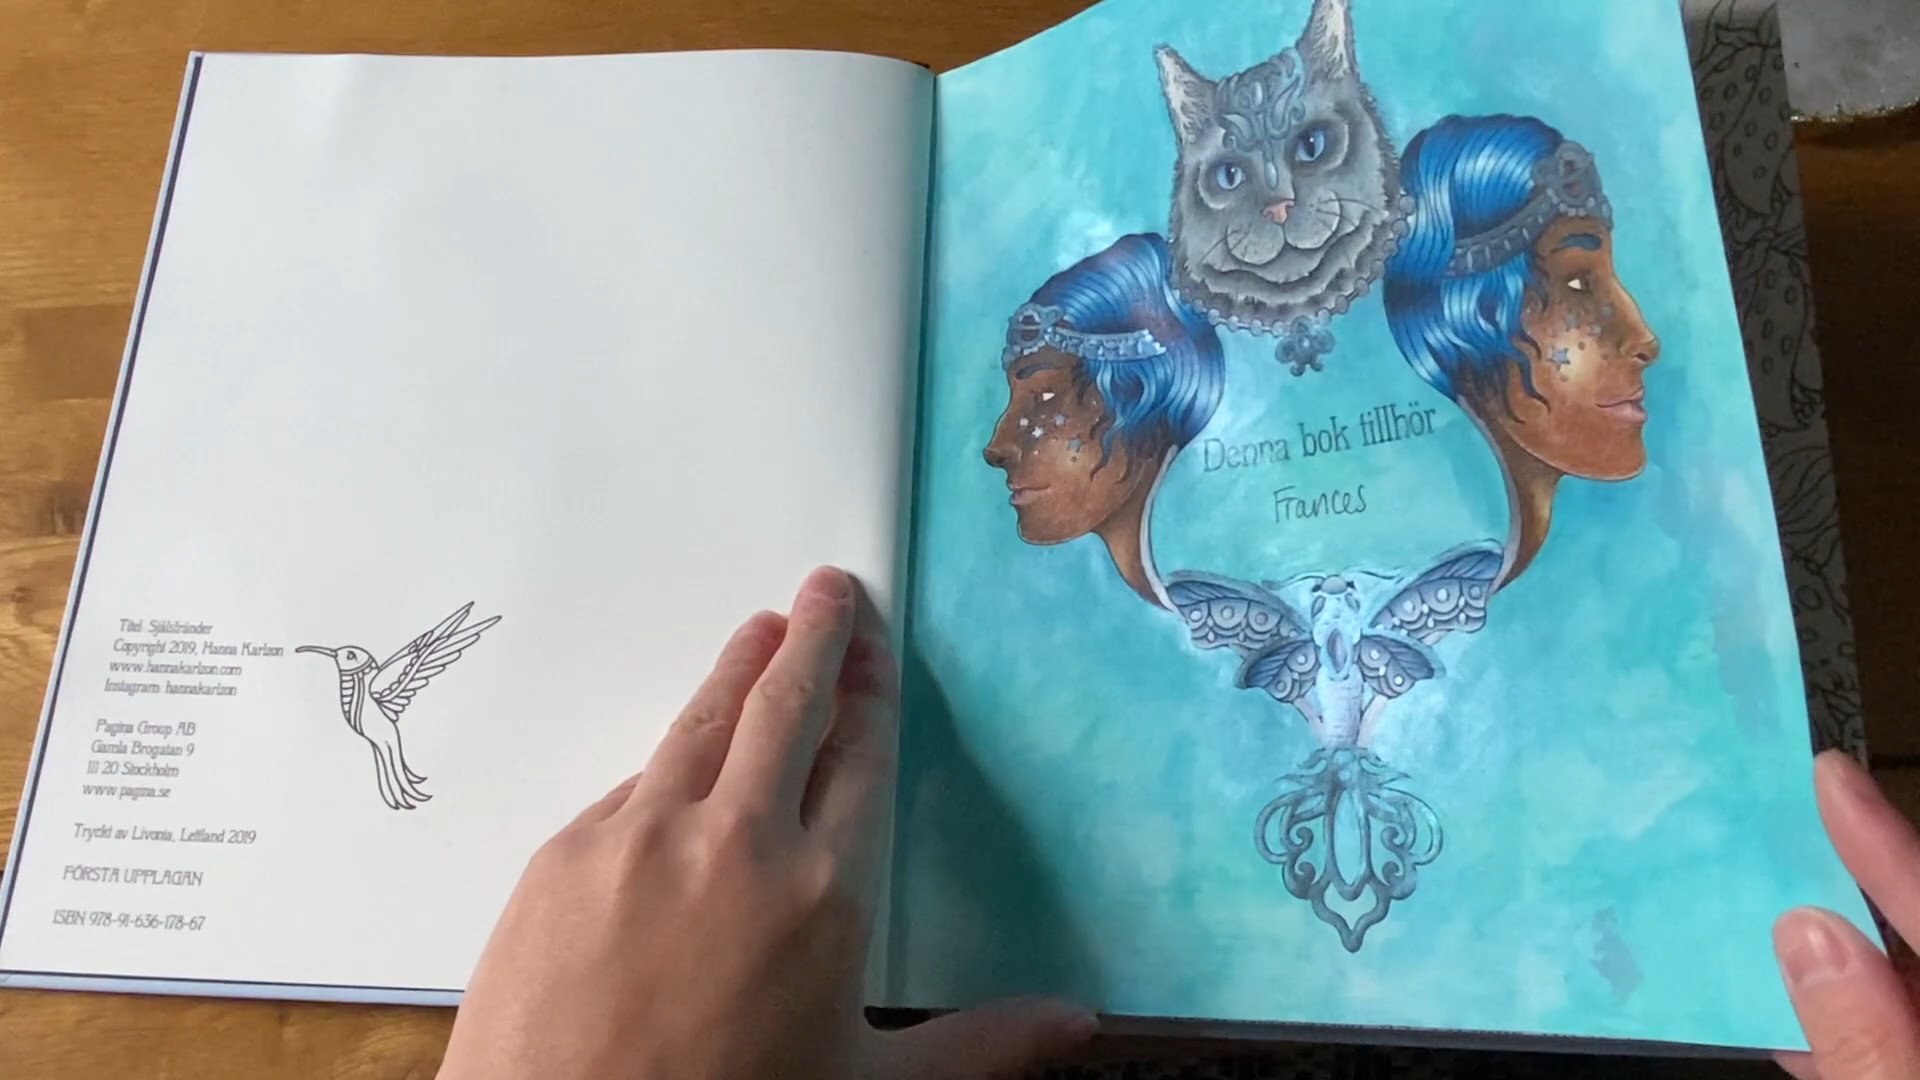 Titel: Själsfränder
Copyright 2019, Hanna Karlzon
www.hannakarlzon.com
Instagram: hannakarlzon
Pagina Group AB
Gamla Brogatan 9
111 20 Stockholm
www.pagina.se
Tryckt av Livonia, Lettland 2019
FÖRSTA UPPLAGAN
ISBN 978-91-636-178-67
Denna bok tillhör
Frances